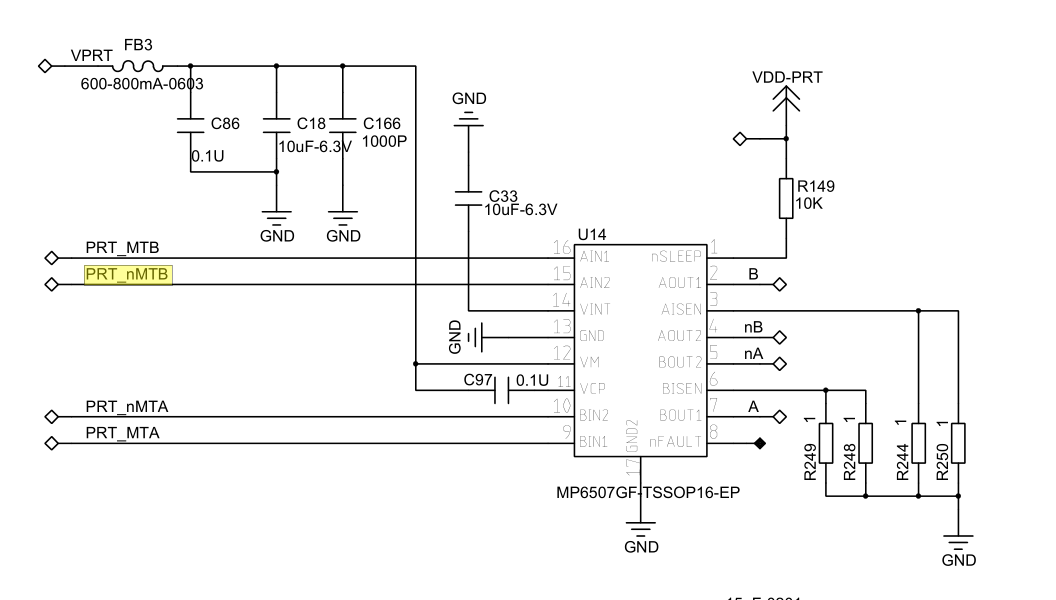 FB3
VPRT
600-800mA-0603
C86
0.1U
C18
10uF-6.3V
C166
1000P
GND
GND
GND
C33
10uF-6.3V
VDD-PRT
R149
10K
PRT_MTB
PRT_nMTB
PRT_nMTA
PRT_MTA
GND
C97
0.1U
U14
16 AIN1 nSLEEP 1
15 AIN2 AOUT1 2 B
14 VINT AISEN 3
13 GND AOUT2 4 nB
12 VM BOUT2 5 nA
11 VCP BISEN 6
10 BIN2 BOUT1 7 A
9 BIN1 nFAULT 8
17 GND2
MP6507GF-TSSOP16-EP
GND
R249 1
R248 1
R244 1
R250 1
GND